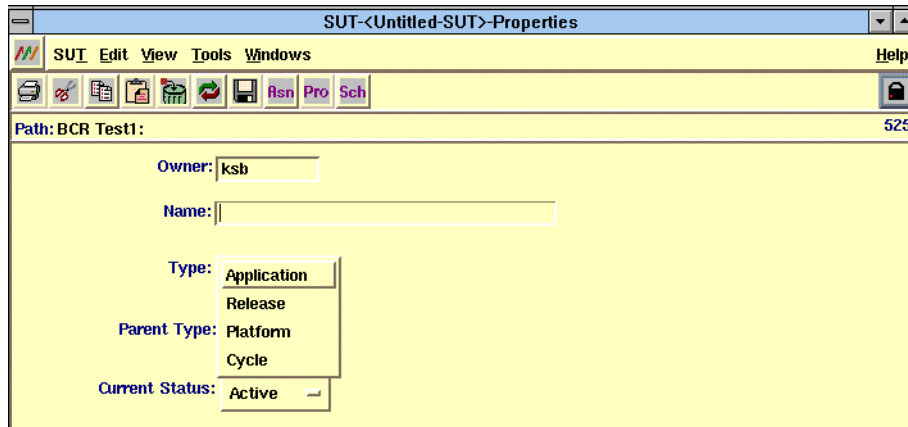 SUT-<Untitled-SUT>-Properties
SUT Edit View Tools Windows Help
Asn Pro Sch
Path: BCR Test1: 525
Owner: ksb
Name:
Type: Application
Release
Parent Type: Platform
Cycle
Current Status: Active